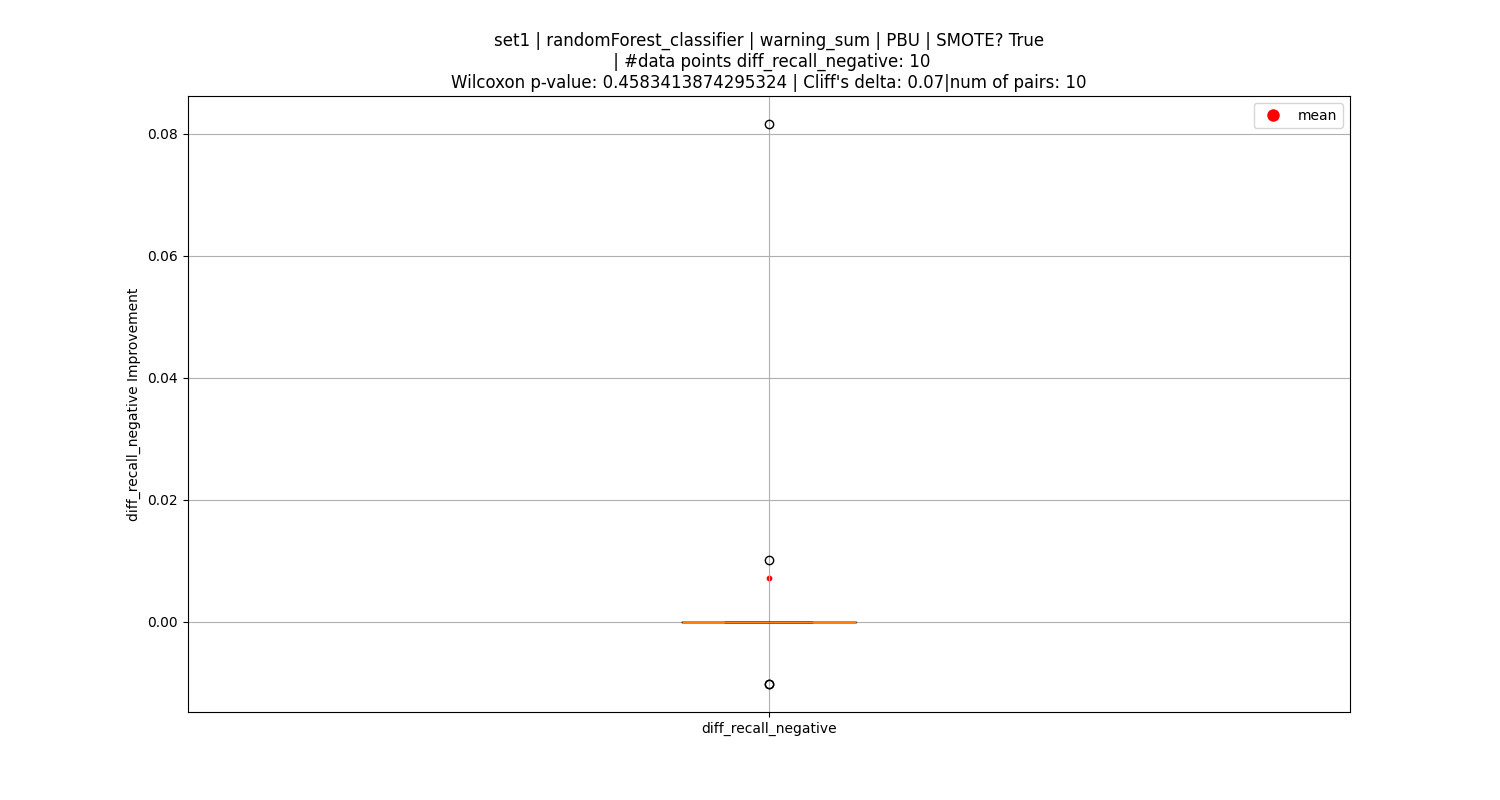 set1 | randomForest_classifier | warning_sum | PBU | SMOTE? True
| #data points diff_recall_negative: 10
Wilcoxon p-value: 0.4583413874295324 | Cliff's delta: 0.07|num of pairs: 10
mean
0.08
0.06
0.04
0.02
0.00
diff_recall_negative Improvement
diff_recall_negative